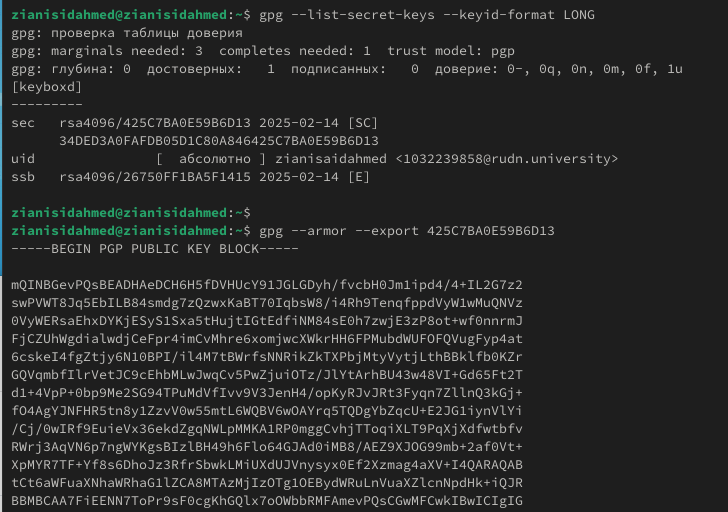 zianisidahmed@zianisidahmed:~$ gpg --list-secret-keys --keyid-format LONG
gpg: проверка таблицы доверия
gpg: marginals needed: 3  completes needed: 1  trust model: pgp
gpg: глубина: 0  достоверных:   1  подписанных:   0  доверие: 0-, 0q, 0n, 0m, 0f, 1u
[keyboxd]
---------
sec   rsa4096/425C7BA0E59B6D13 2025-02-14 [SC]
      34DED3A0FAFDB05D1C80A846425C7BA0E59B6D13
uid               [  абсолютно ] zianisaidahmed <1032239858@rudn.university>
ssb   rsa4096/26750FF1BA5F1415 2025-02-14 [E]
zianisidahmed@zianisidahmed:~$
zianisidahmed@zianisidahmed:~$ gpg --armor --export 425C7BA0E59B6D13
-----BEGIN PGP PUBLIC KEY BLOCK-----
mQINBGevPQsBEADHAeDCH6H5fDVHUcY91JGLGDyh/fvcbH0Jm1ipd4/4+IL2G7z2
swPVWT8Jq5EbILB84smdg7zQzwxKaBT70IqbsW8/i4Rh9TenqfppdVyW1wMuQNVz
0VyWERsaEhxDYKjESyS1Sxa5tHujtIGtEdfiNM84sE0h7zwjE3zP8ot+wf0nnrmJ
FjCZUhWgdialwdjCeFpr4imCvMhre6xomjwcXWkrHH6FPMubdWUFOFQVugFyp4at
6cskeI4fgZtjy6N10BPI/il4M7tBWrfsNNRikZkTXPbjMtyVytjLthBBklfb0KZr
GQVqmbfIlrVetJC9cEhbMLwJwqCv5PwZjuiOTz/JlYtArhBU43w48VI+Gd65Ft2T
d1+4VpP+0bp9Me2SG94TPuMdVfIvv9V3JenH4/opKyRJvJRt3Fyqn7ZllnQ3kGj+
fO4AgYJNFHR5tn8y1ZzvV0w55mtL6WQBV6wOAYrq5TQDgYbZqcU+E2JG1iynVlYi
/Cj/0wIRf9EuieVx36ekdZgqNWLpMMKA1RP0mggCvhjTToqiXLT9PqXjXdfwtbfv
RWrj3AqVN6p7ngWYKgsBIzlBH49h6Flo64GJAd0iMB8/AEZ9XJOG99mb+2af0Vt+
XpMYR7TF+Yf8s6DhoJz3RfrSbwkLMiUXdUJVnysyx0Ef2Xzmag4aXV+I4QARAQAB
tCt6aWFuaXNhaWRhaG1lZCA8MTAzMjIzOTg1OEBydWRuLnVuaXZlcnNpdHk+iQJR
BBMBCAA7FiEENN7ToPr9sF0cgKhGQlx7oOWbbRMFAmevPQsCGwMFCwkIBwICIgIG